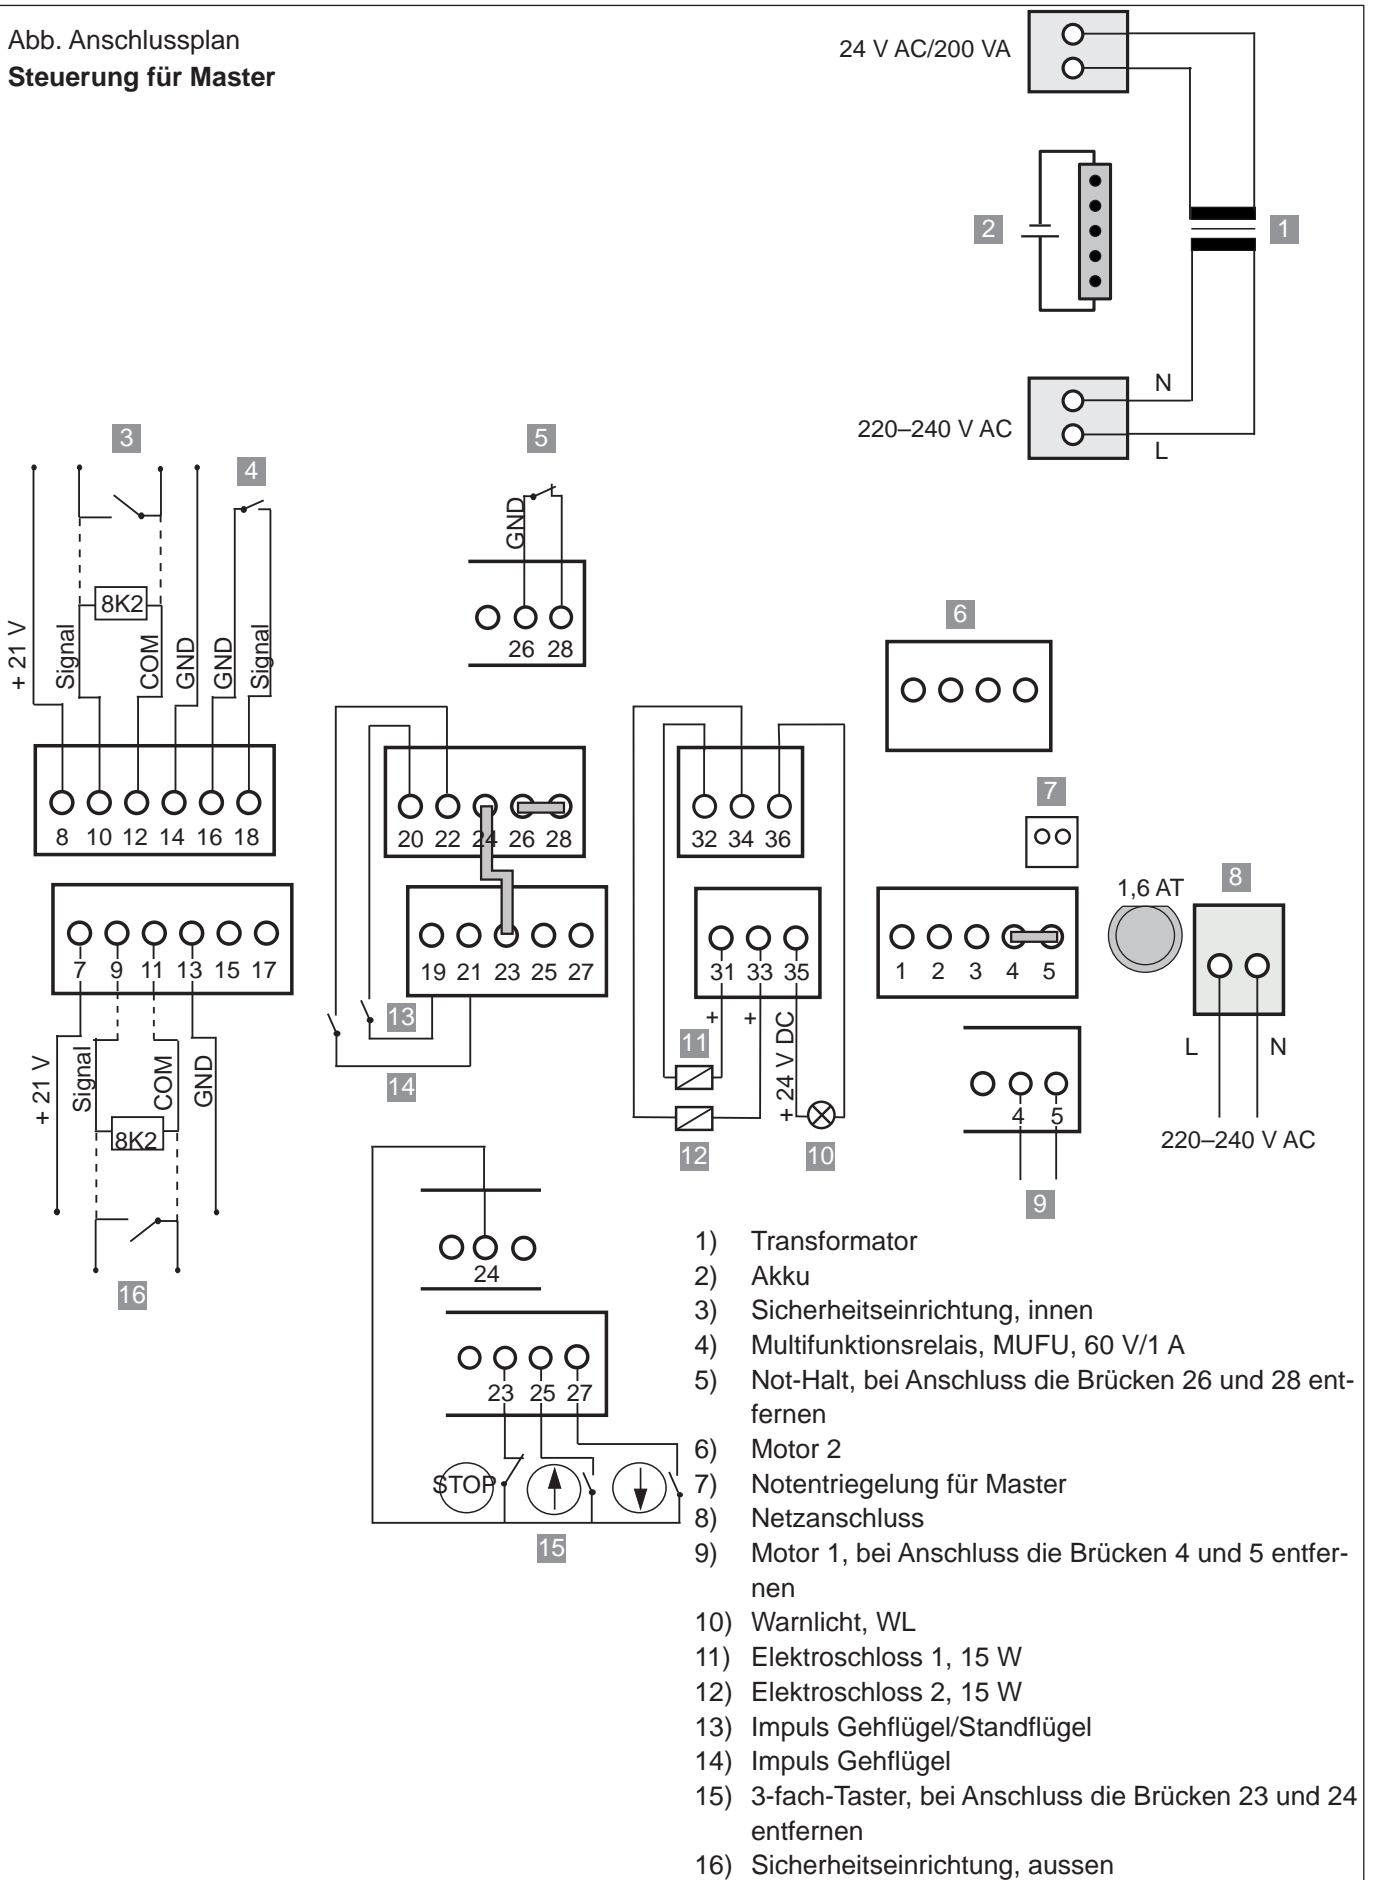 Abb. Anschlussplan
Steuerung für Master
24 V AC/200 VA
2
1
N
220–240 V AC
L
3
4
5
+ 21 V
Signal
8K2
COM
GND
GND
Signal
GND
26 28
6
7
8 10 12 14 16 18
20 22 24 26 28
32 34 36
1,6 AT
8
7 9 11 13 15 17
19 21 23 25 27
31 33 35
1 2 3 4 5
13
14
+ +
+ 24 V DC
11
12
10
L N
220–240 V AC
4 5
9
+ 21 V
Signal
COM
GND
8K2
16
24
23 25 27
STOP
15
1) Transformator
2) Akku
3) Sicherheitseinrichtung, innen
4) Multifunktionsrelais, MUFU, 60 V/1 A
5) Not-Halt, bei Anschluss die Brücken 26 und 28 ent-
fernen
6) Motor 2
7) Notentriegelung für Master
8) Netzanschluss
9) Motor 1, bei Anschluss die Brücken 4 und 5 entfer-
nen
10) Warnlicht, WL
11) Elektroschloss 1, 15 W
12) Elektroschloss 2, 15 W
13) Impuls Gehflügel/Standflügel
14) Impuls Gehflügel
15) 3-fach-Taster, bei Anschluss die Brücken 23 und 24
entfernen
16) Sicherheitseinrichtung, aussen